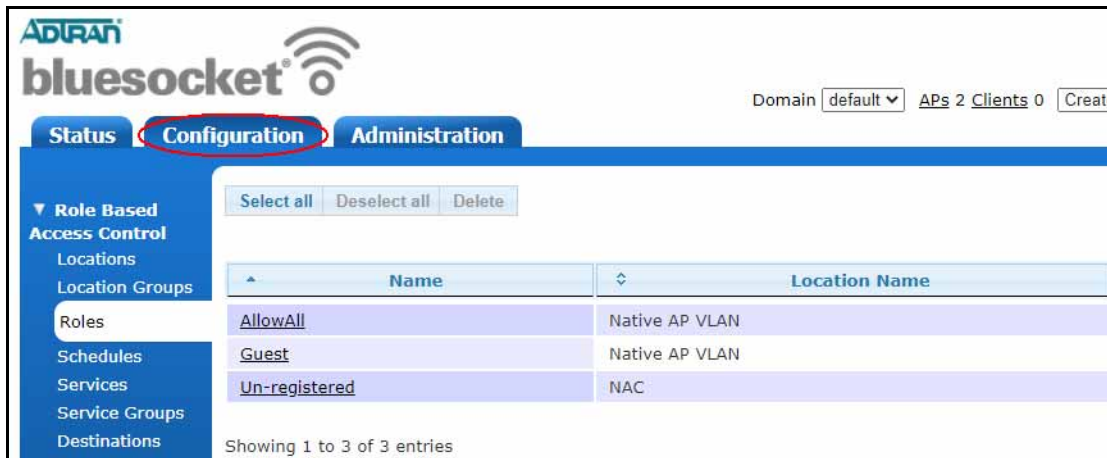 ADTRAN
bluesocket
Domain default APs 2 Clients 0 Creat
Status Configuration Administration
Select all Deselect all Delete
Role Based
Access Control
Locations
Location Groups
Roles
Schedules
Services
Service Groups
Destinations
Name Location Name
AllowAll Native AP VLAN
Guest Native AP VLAN
Un-registered NAC
Showing 1 to 3 of 3 entries